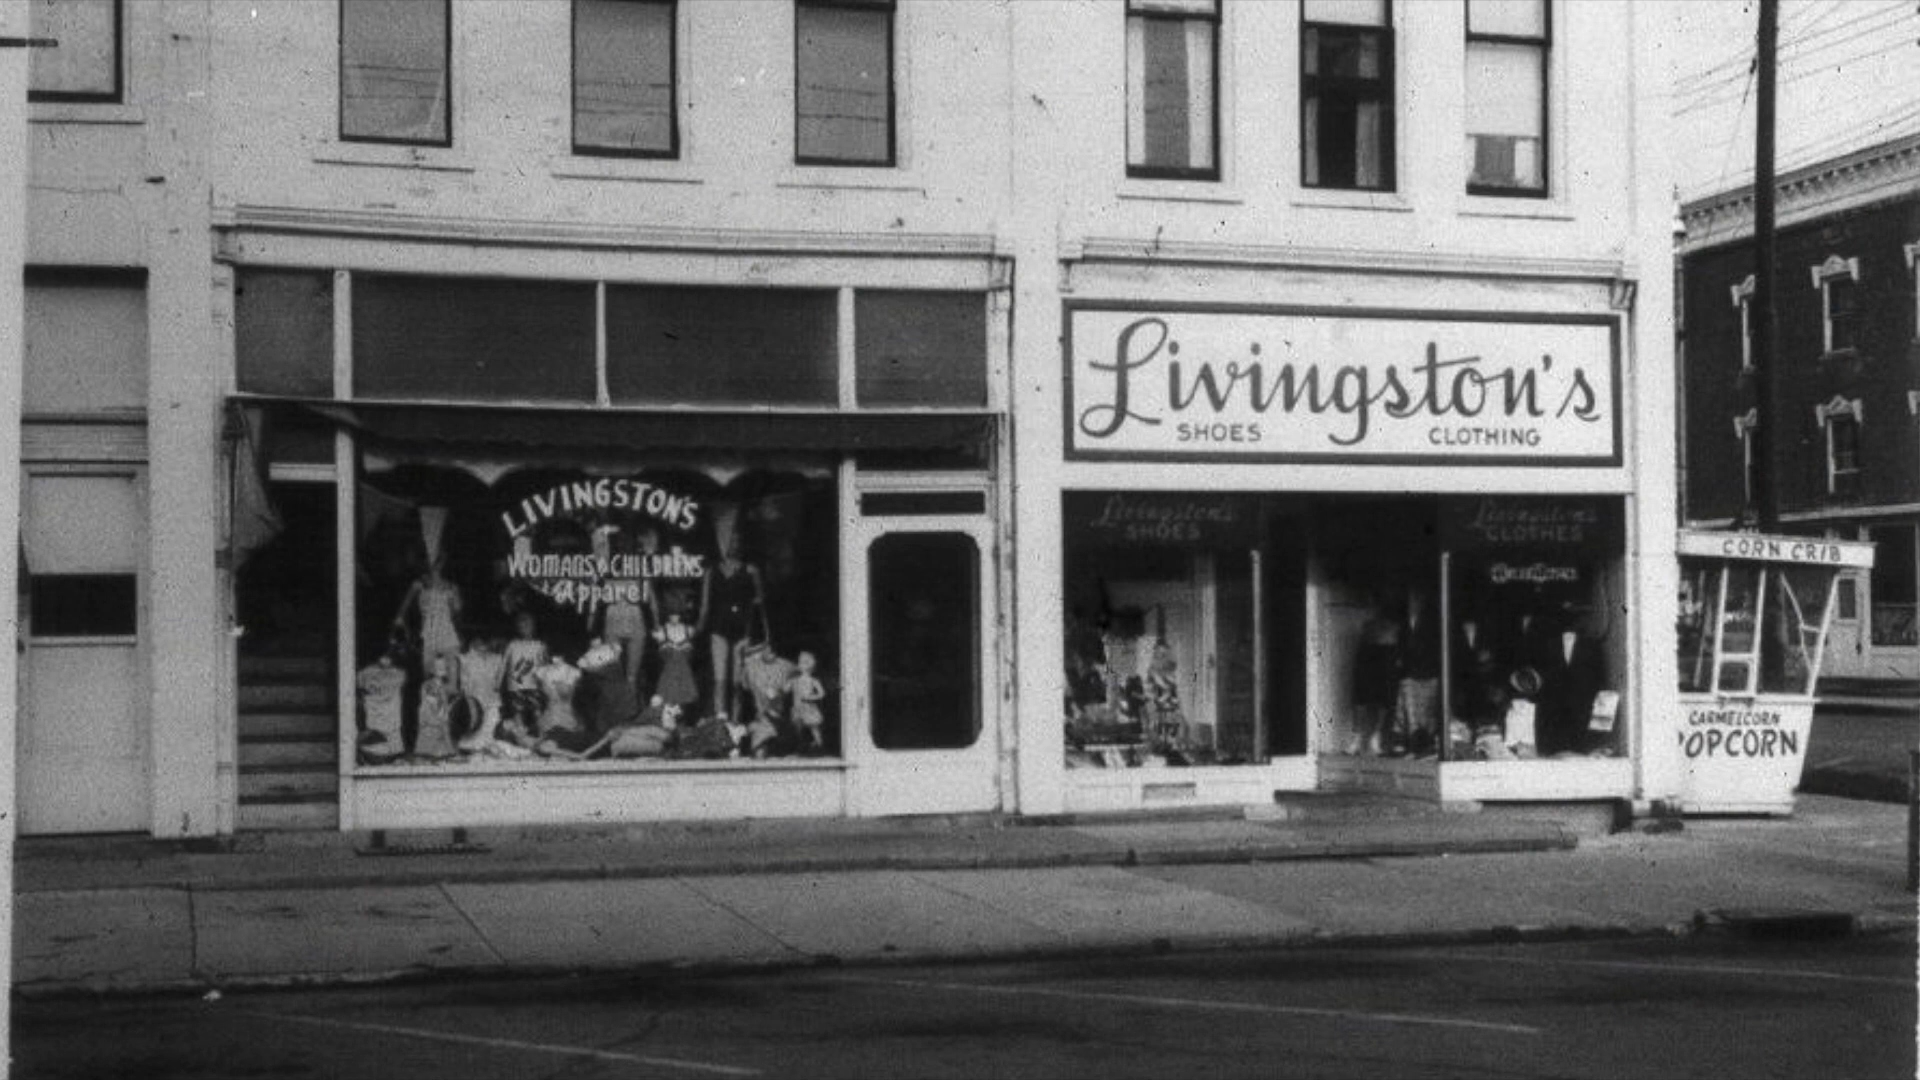 LIVINGSTON'S
WOMANS & CHILDRENS
Apparel
Livingston's
SHOES CLOTHING
Livingston's
SHOES
Livingston's
CLOTHES
CORN CRIB
CARMELCORN
POPCORN